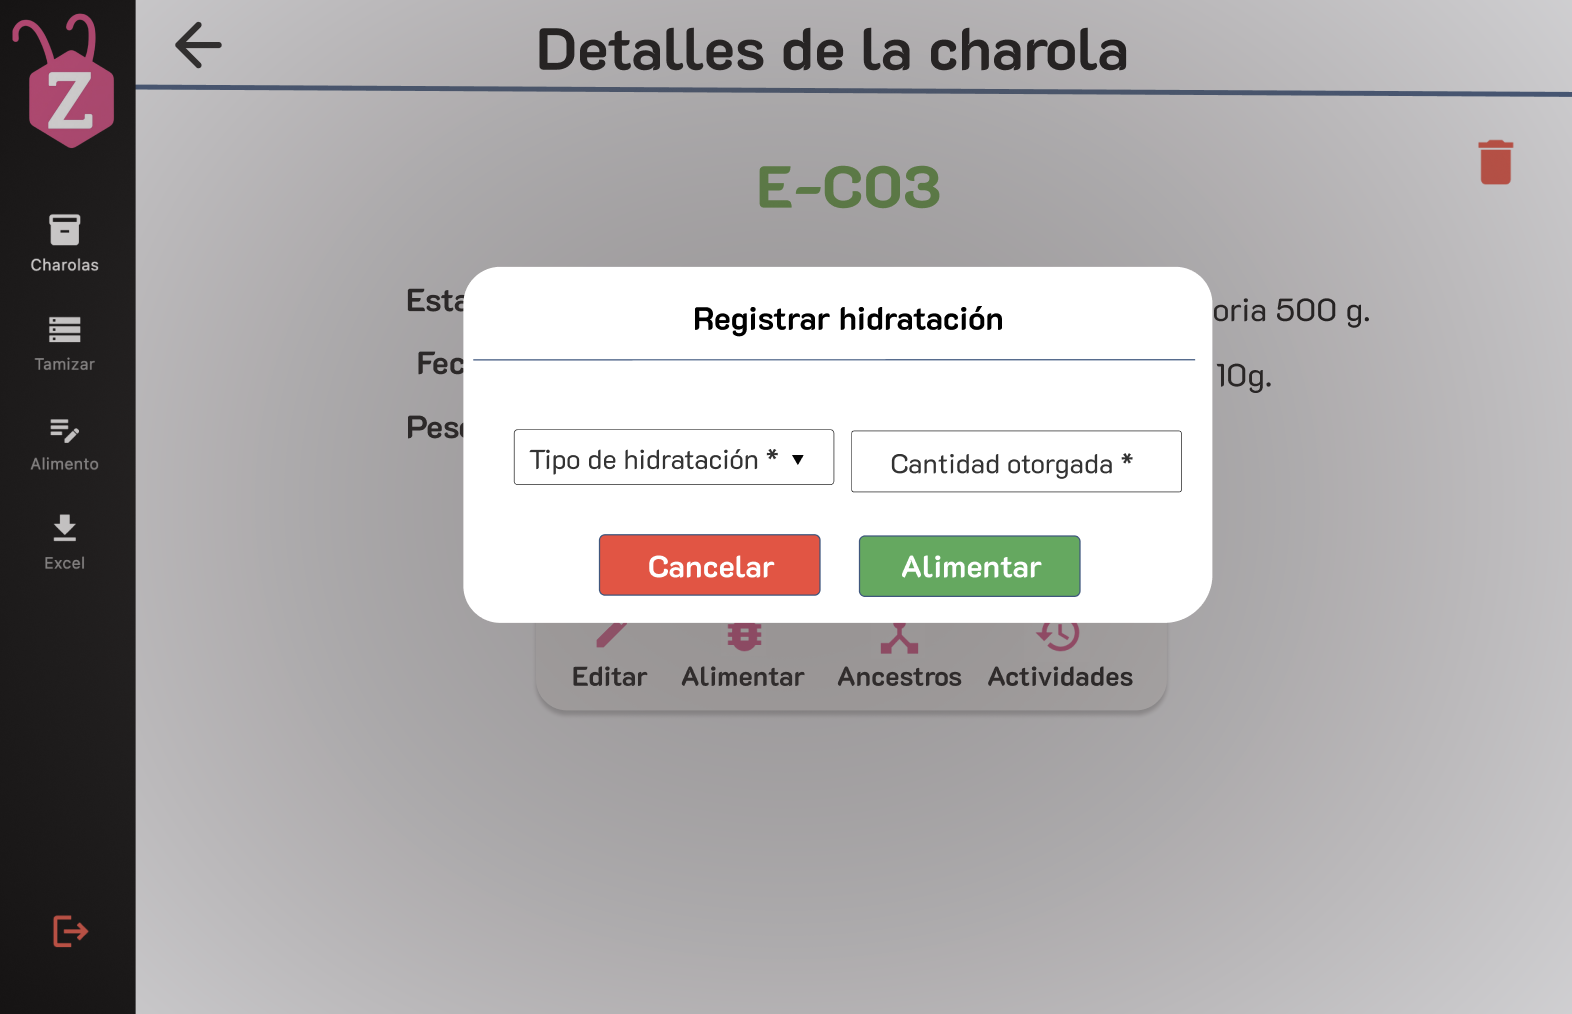 Z
Detalles de la charola
E-C03
Charolas
Tamizar
Alimento
Excel
Esta
oria 500 g.
Fec
10g.
Pes
Registrar hidratación
Tipo de hidratación * ▼
Cantidad otorgada *
Cancelar
Alimentar
Editar
Alimentar
Ancestros
Actividades